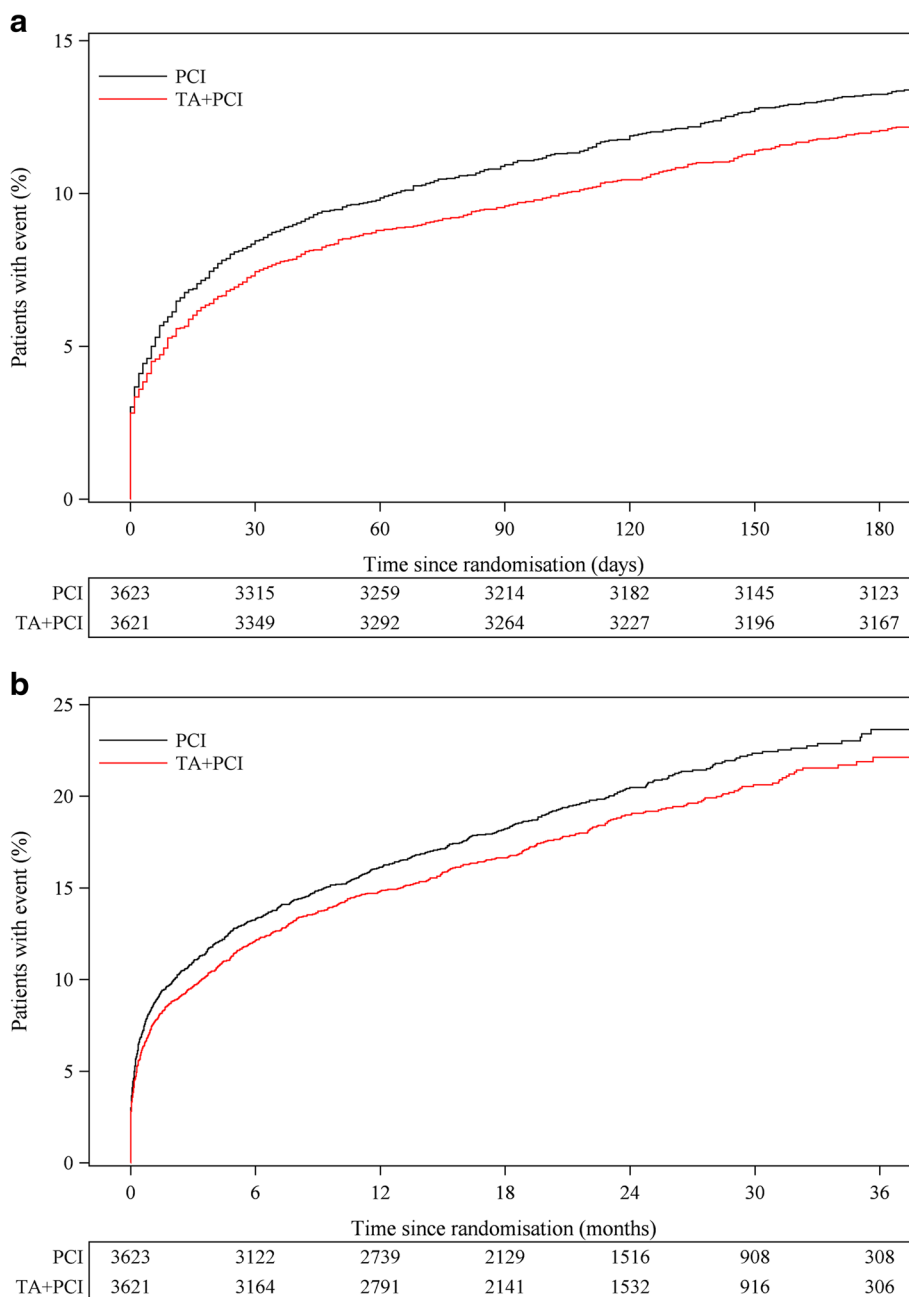 a
15
PCI
TA+PCI
10
Patients with event (%)
5
0
0 30 60 90 120 150 180
Time since randomisation (days)
PCI 3623 3315 3259 3214 3182 3145 3123
TA+PCI 3621 3349 3292 3264 3227 3196 3167
b
25
PCI
TA+PCI
20
15
Patients with event (%)
10
5
0
0 6 12 18 24 30 36
Time since randomisation (months)
PCI 3623 3122 2739 2129 1516 908 308
TA+PCI 3621 3164 2791 2141 1532 916 306